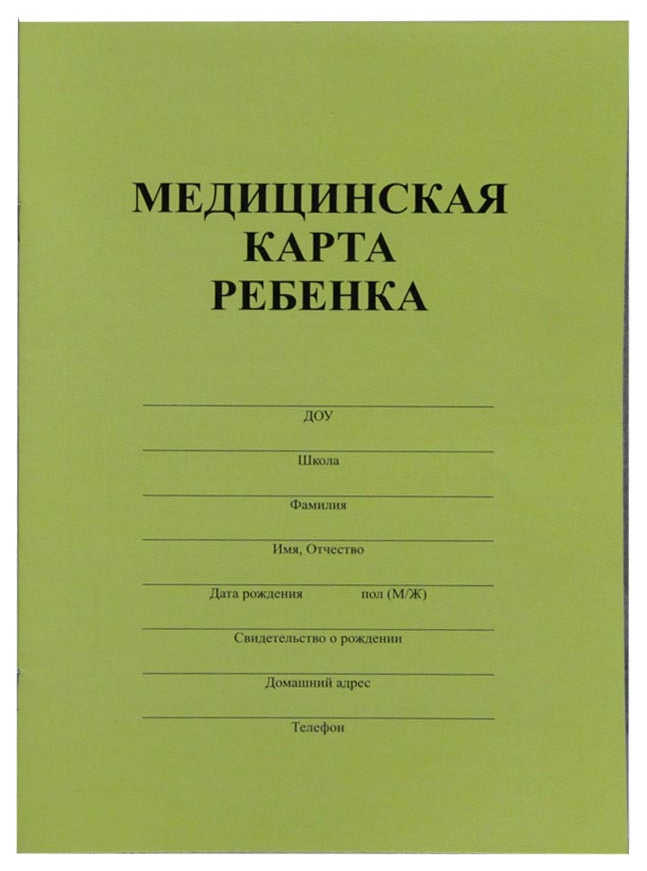 МЕДИЦИНСКАЯ
КАРТА
РЕБЕНКА
ДОУ
Школа
Фамилия
Имя, Отчество
Дата рождения пол (М/Ж)
Свидетельство о рождении
Домашний адрес
Телефон